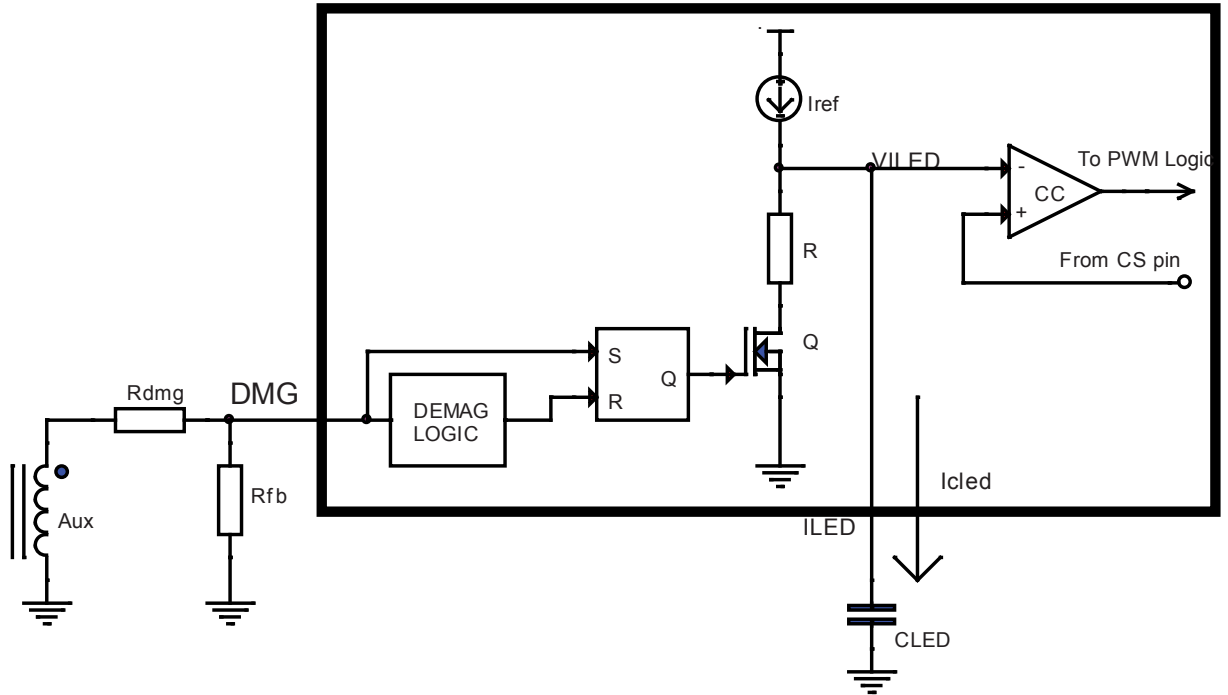 Iref
VILED
To PWM Logic
-
CC
+
From CS pin
R
Q
S
Q
R
Rdmg
DMG
DEMAG
LOGIC
Rfb
Aux
Icled
ILED
CLED